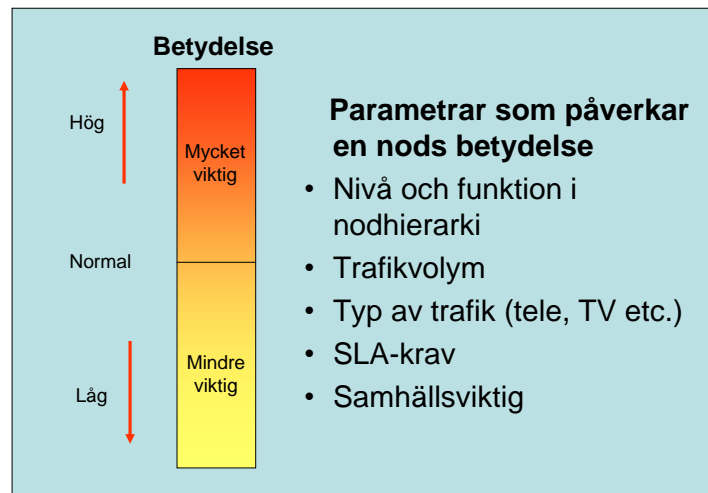 Betydelse
Hög
Mycket
viktig
Normal
Mindre
viktig
Låg
Parametrar som påverkar
en nods betydelse
• Nivå och funktion i
nodhierarki
• Trafikvolym
• Typ av trafik (tele, TV etc.)
• SLA-krav
• Samhällsviktig